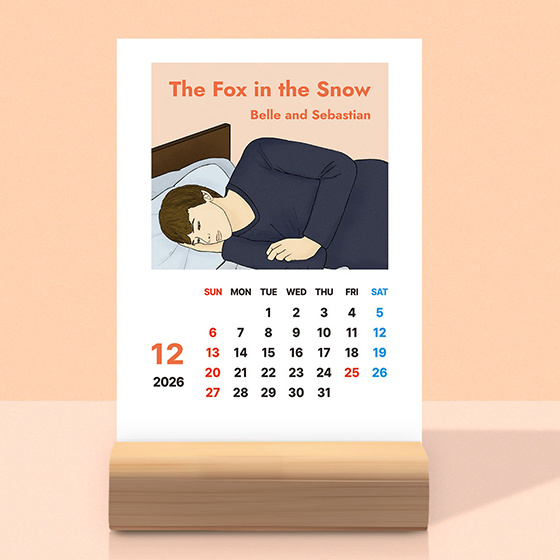 The Fox in the Snow
Belle and Sebastian
SUN MON TUE WED THU FRI SAT
1 2 3 4 5
6 7 8 9 10 11 12
13 14 15 16 17 18 19
20 21 22 23 24 25 26
27 28 29 30 31
12
2026